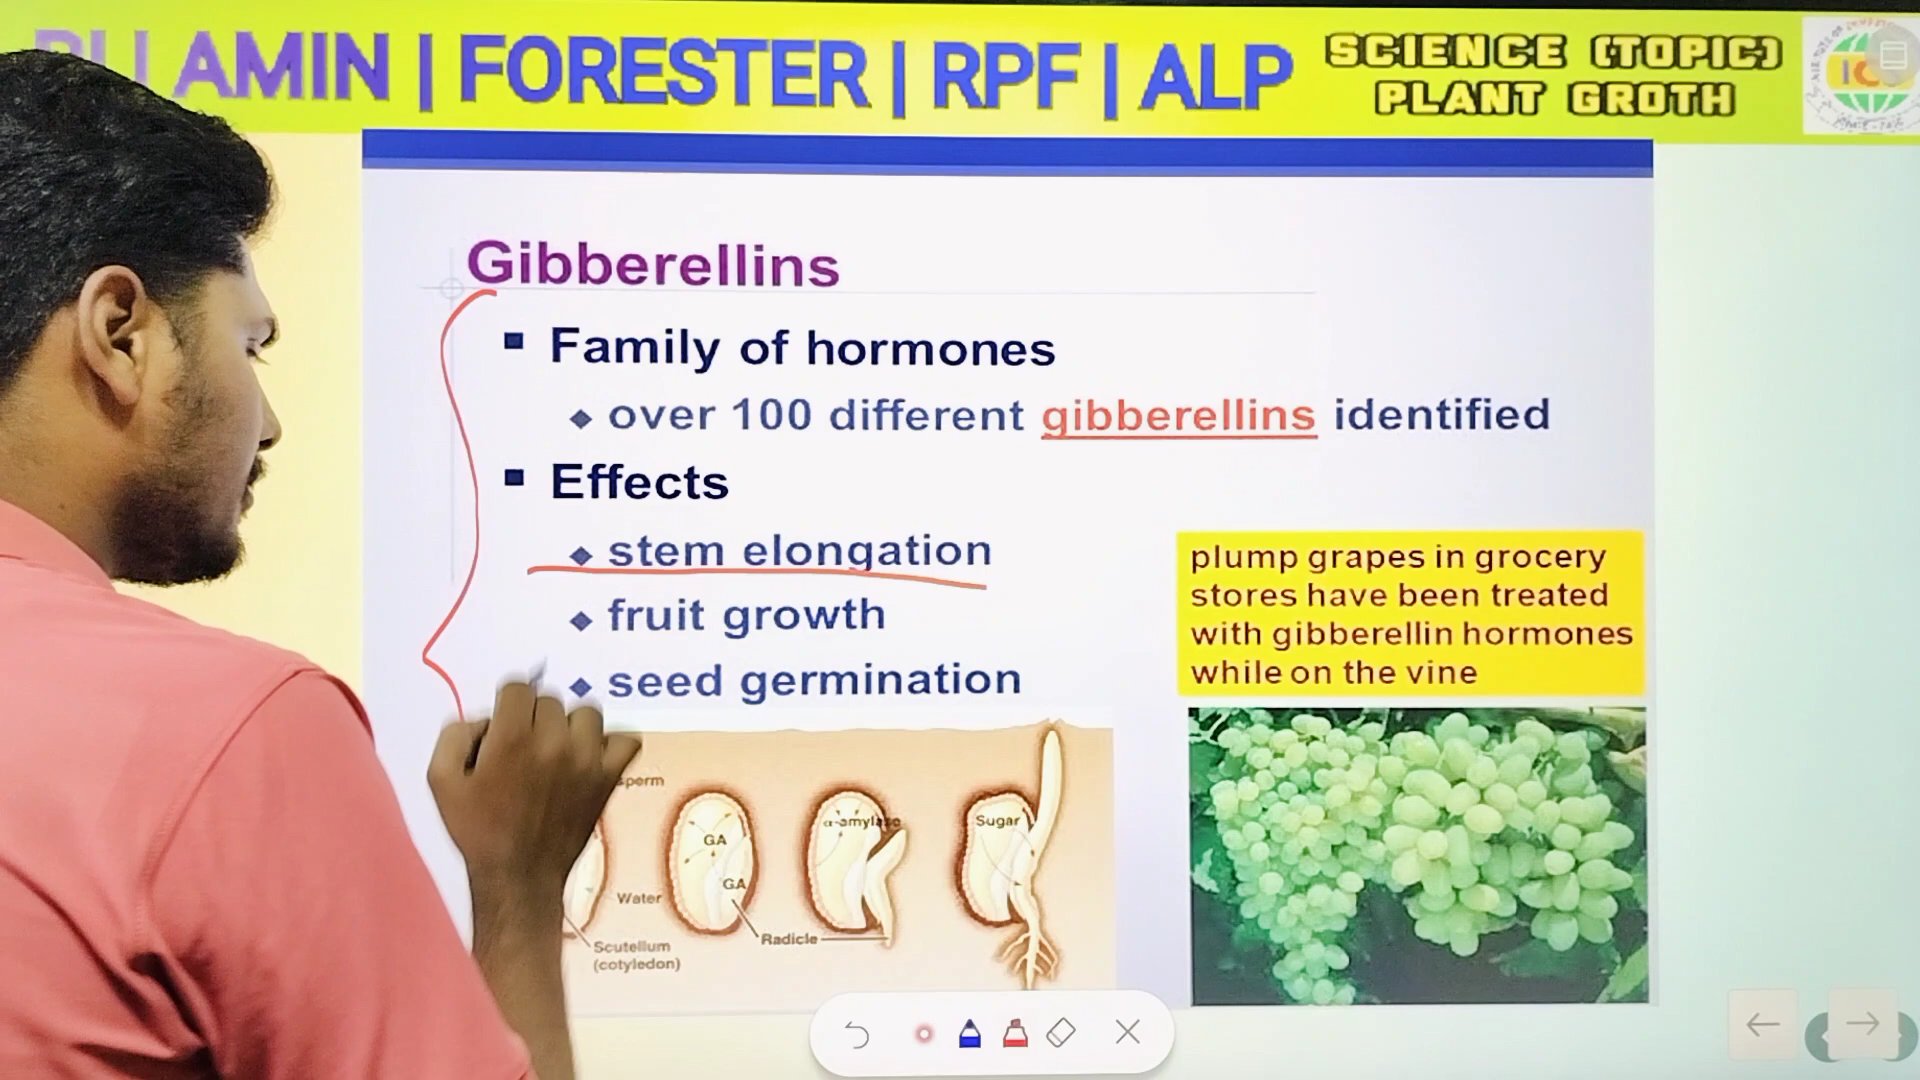 AMIN | FORESTER | RPF | ALP
SCIENCE (TOPIC)
PLANT GROTH
Gibberellins
Family of hormones
over 100 different gibberellins identified
Effects
stem elongation
fruit growth
seed germination
plump grapes in grocery
stores have been treated
with gibberellin hormones
while on the vine
sperm
GA
GA
Water
Scutellum
(cotyledon)
Radicle
α-amylase
Sugar